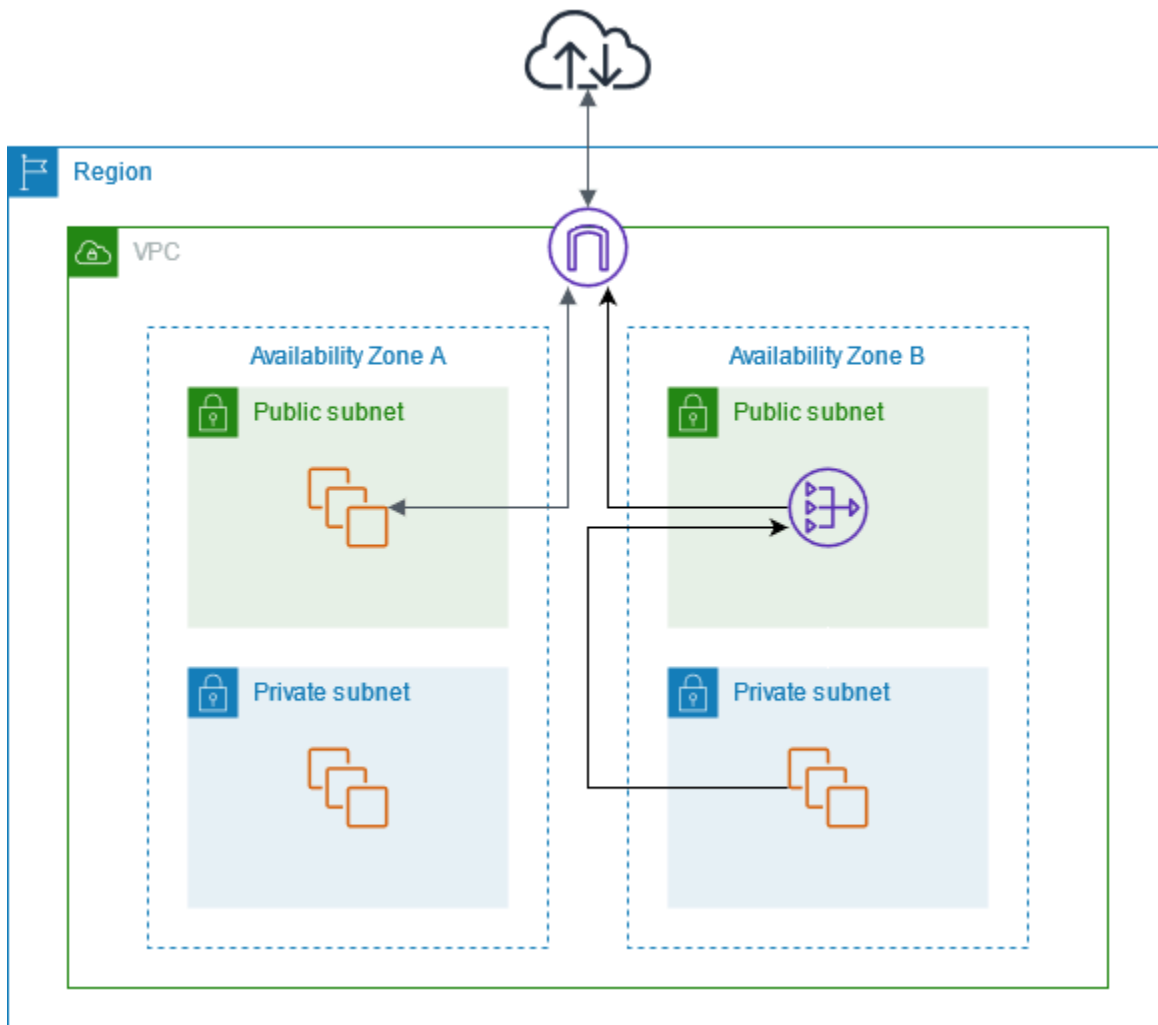 Region
VPC
Availability Zone A
Availability Zone B
Public subnet
Public subnet
Private subnet
Private subnet